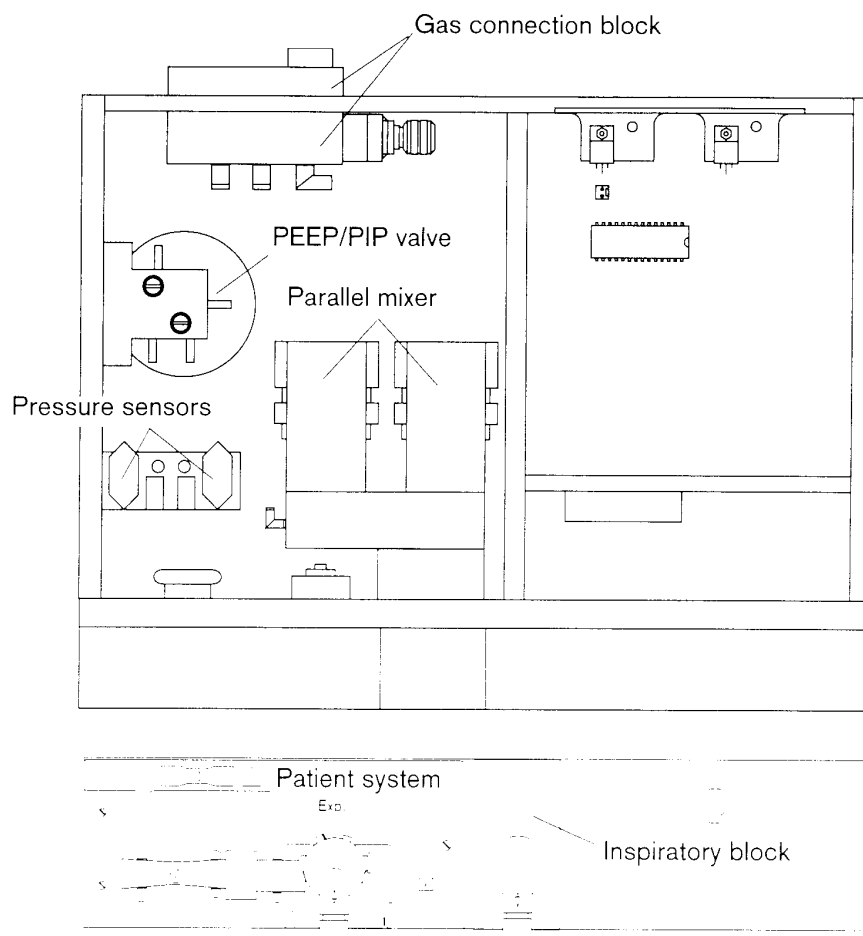 Gas connection block
PEEP/PIP valve
Parallel mixer
Pressure sensors
Patient system
Exp.
Inspiratory block